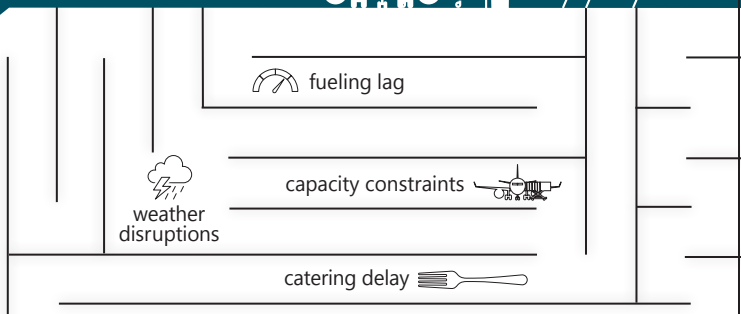 fueling lag
capacity constraints
weather
disruptions
catering delay